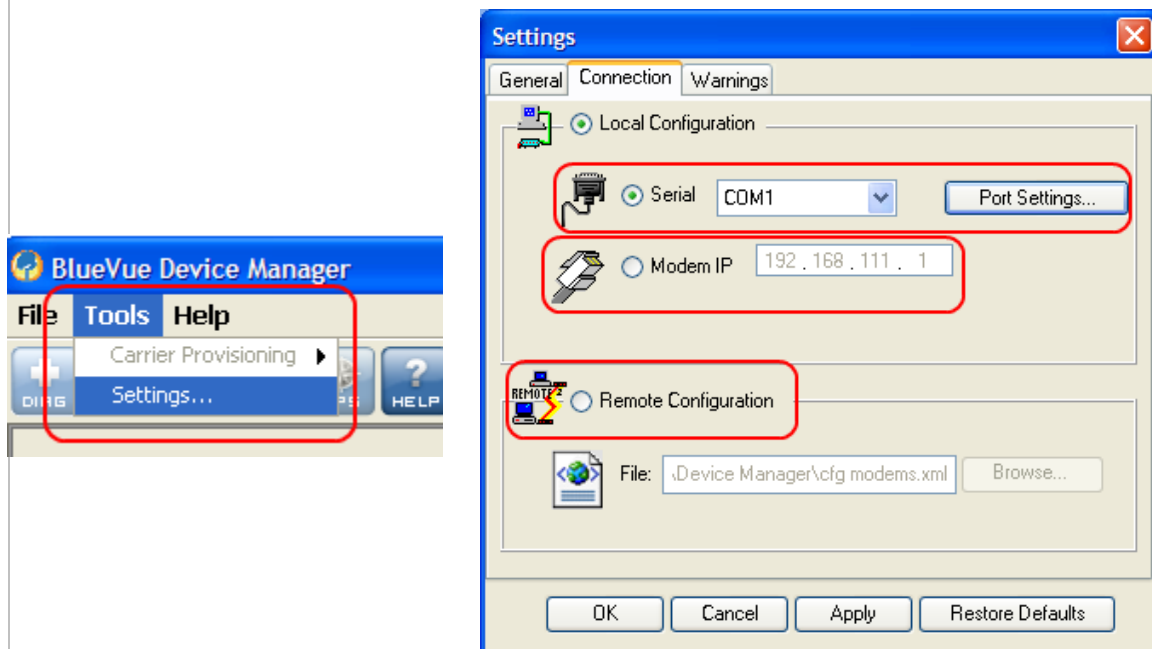 BlueVue Device Manager
File Tools Help
Carrier Provisioning
Settings...
DIAG
HELP
Settings
General Connection Warnings
Local Configuration
Serial COM1 Port Settings...
Modem IP 192 . 168 . 111 . 1
REMOTE
Remote Configuration
File: .\Device Manager\cfg modems.xml Browse...
OK Cancel Apply Restore Defaults